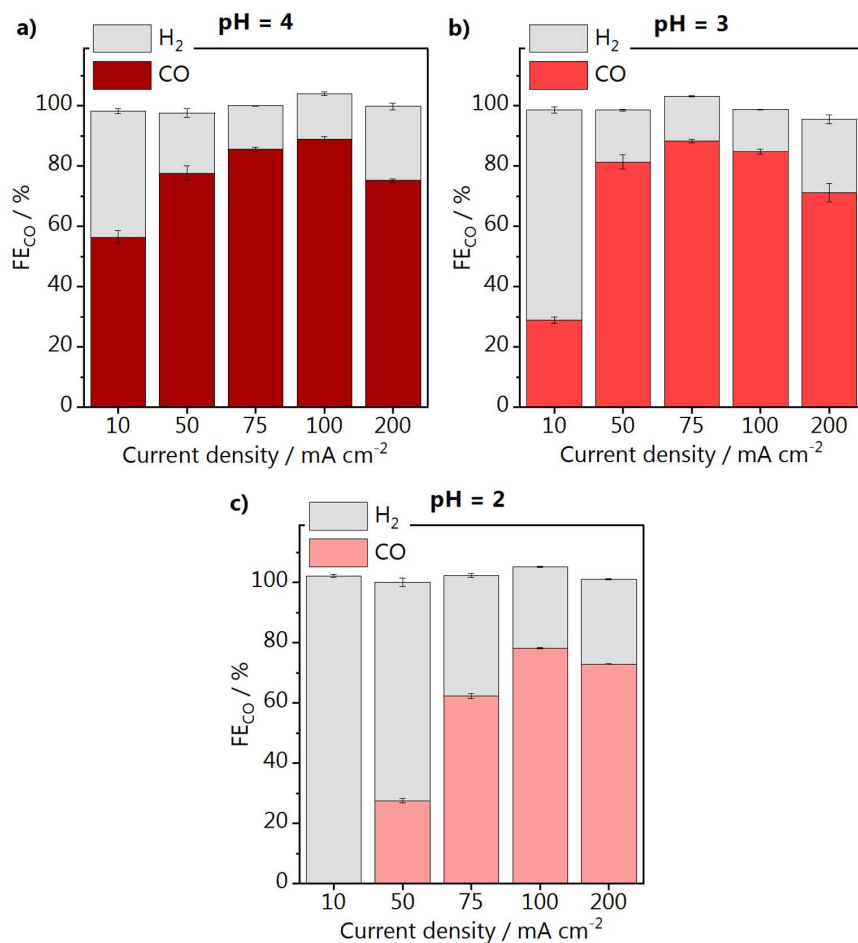 a)
pH = 4
H₂
CO
FE_CO / %
100
80
60
40
20
0
10 50 75 100 200
Current density / mA cm⁻²
b)
pH = 3
H₂
CO
FE_CO / %
100
80
60
40
20
0
10 50 75 100 200
Current density / mA cm⁻²
c)
pH = 2
H₂
CO
FE_CO / %
100
80
60
40
20
0
10 50 75 100 200
Current density / mA cm⁻²